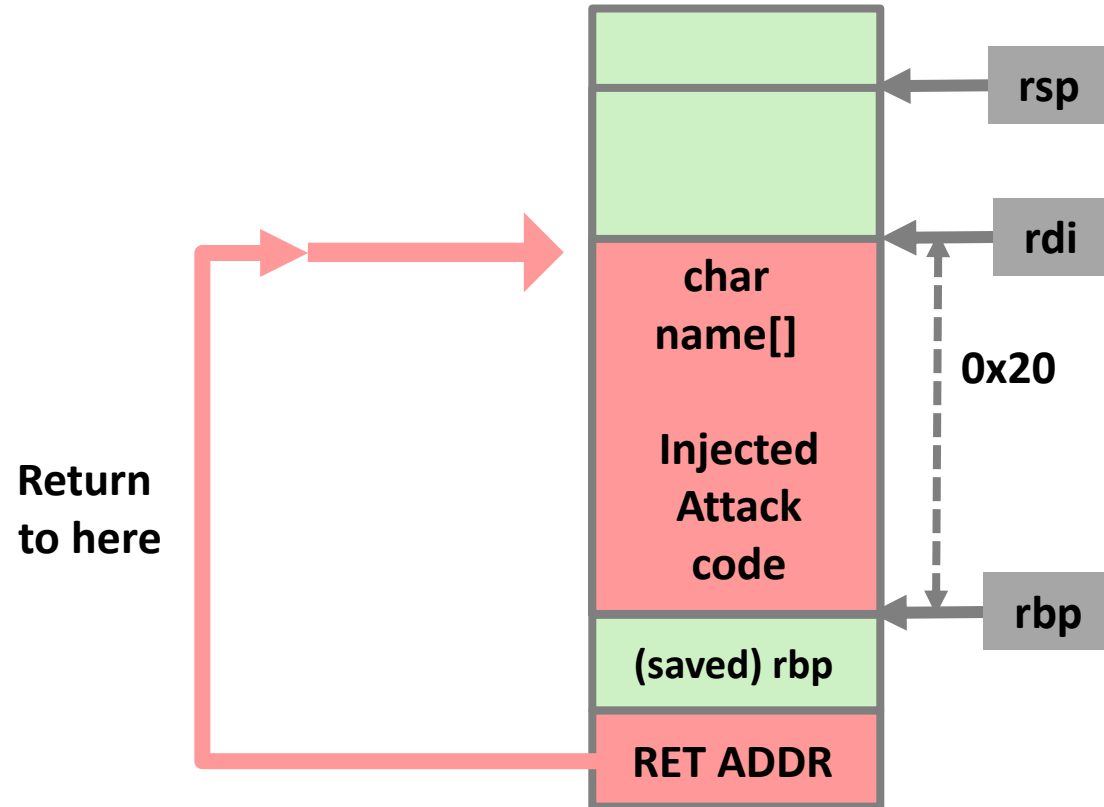 rsp
rdi
char
name[]
0x20
Injected
Attack
code
Return
to here
rbp
(saved) rbp
RET ADDR